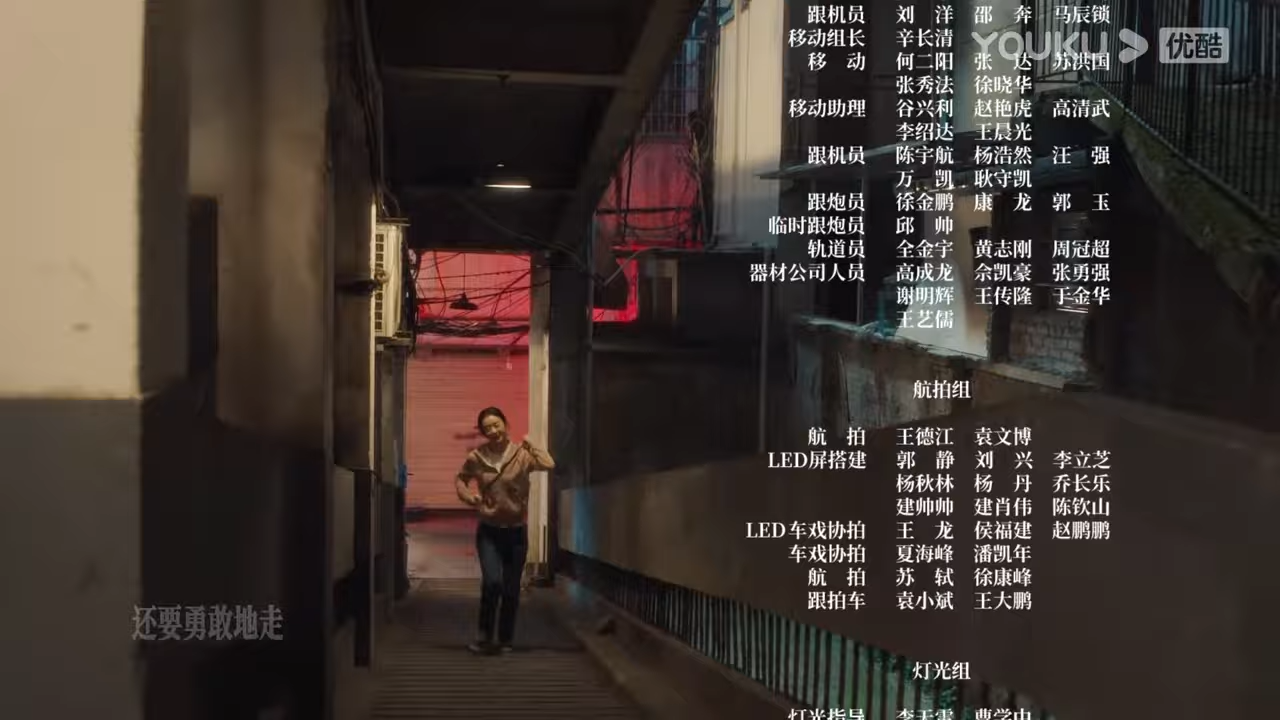 跟机员 刘 洋 邵 奔 马辰锁
移动组长 辛长清
YOUKU 优酷
移 动 何二阳 张 达 苏洪国
张秀法 徐晓华
移动助理 谷兴利 赵艳虎 高清武
李绍达 王晨光
跟机员 陈宇航 杨浩然 汪 强
万 凯 耿守凯
跟炮员 徐金鹏 康 龙 郭 玉
临时跟炮员 邱 帅
轨道员 全金宇 黄志刚 周冠超
器材公司人员 高成龙 佘凯豪 张勇强
谢明辉 王传隆 于金华
王艺儒
航拍组
航 拍 王德江 袁文博
LED屏搭建 郭 静 刘 兴 李立芝
杨秋林 杨 丹 乔长乐
建帅帅 建肖伟 陈钦山
LED车戏协拍 王 龙 侯福建 赵鹏鹏
车戏协拍 夏海峰 潘凯年
航 拍 苏 轼 徐康峰
跟拍车 袁小斌 王大鹏
还要勇敢地走
灯光组
灯光指导